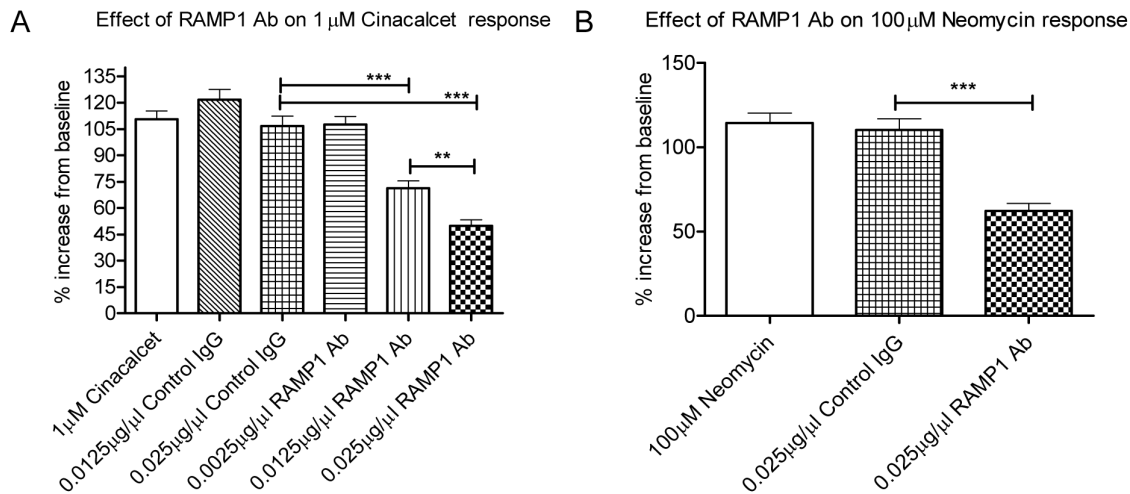 A
Effect of RAMP1 Ab on 1 μM Cinacalcet response
% increase from baseline
135
120
105
90
75
60
45
30
15
0
***
***
**
1μM Cinacalcet
0.0125μg/μl Control IgG
0.025μg/μl Control IgG
0.0025μg/μl RAMP1 Ab
0.0125μg/μl RAMP1 Ab
0.025μg/μl RAMP1 Ab
B
Effect of RAMP1 Ab on 100μM Neomycin response
% increase from baseline
150
100
50
0
***
100μM Neomycin
0.025μg/μl Control IgG
0.025μg/μl RAMP1 Ab